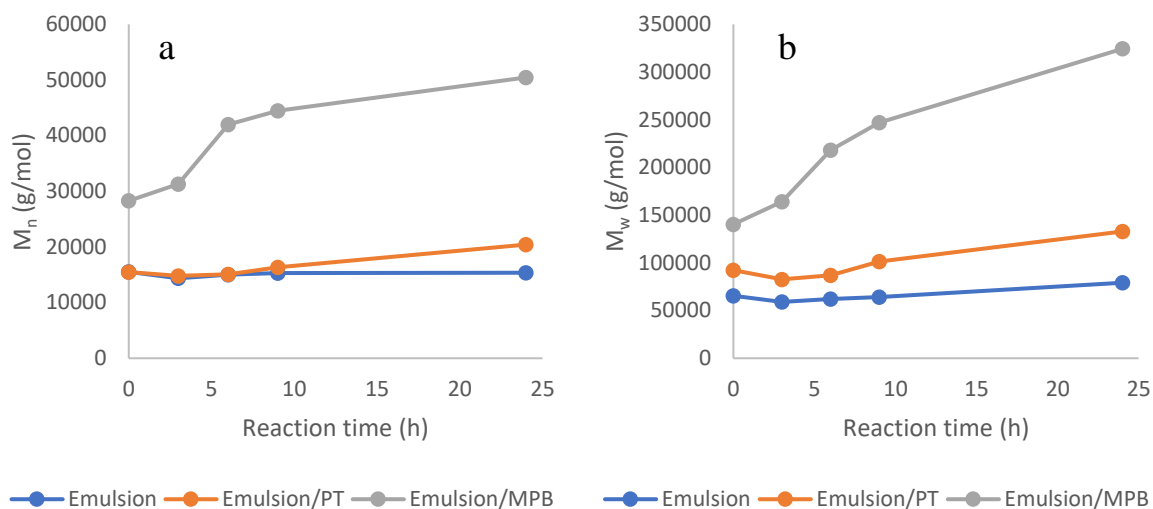 a
60000
50000
40000
30000
20000
10000
0
Mₙ (g/mol)
0 5 10 15 20 25
Reaction time (h)
Emulsion Emulsion/PT Emulsion/MPB
b
350000
300000
250000
200000
150000
100000
50000
0
M_w (g/mol)
0 5 10 15 20 25
Reaction time (h)
Emulsion Emulsion/PT Emulsion/MPB